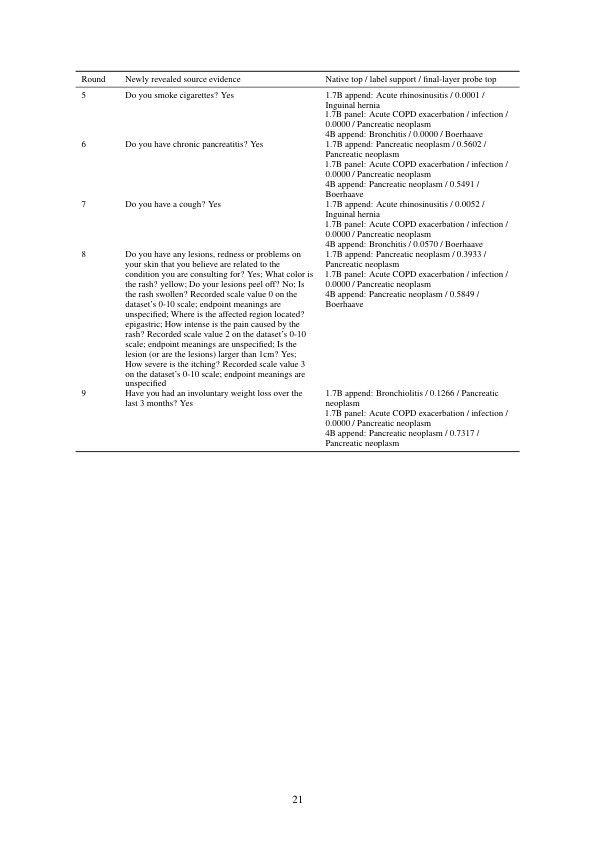 Round Newly revealed source evidence Native top / label support / final-layer probe top
5 Do you smoke cigarettes? Yes 1.7B append: Acute rhinosinusitis / 0.0001 /
Inguinal hernia
1.7B panel: Acute COPD exacerbation / infection /
0.0000 / Pancreatic neoplasm
4B append: Bronchitis / 0.0000 / Boerhaave
6 Do you have chronic pancreatitis? Yes 1.7B append: Pancreatic neoplasm / 0.5602 /
Pancreatic neoplasm
1.7B panel: Acute COPD exacerbation / infection /
0.0000 / Pancreatic neoplasm
4B append: Pancreatic neoplasm / 0.5491 /
Boerhaave
7 Do you have a cough? Yes 1.7B append: Acute rhinosinusitis / 0.0052 /
Inguinal hernia
1.7B panel: Acute COPD exacerbation / infection /
0.0000 / Pancreatic neoplasm
4B append: Bronchitis / 0.0570 / Boerhaave
8 Do you have any lesions, redness or problems on 1.7B append: Pancreatic neoplasm / 0.3933 /
your skin that you believe are related to the Pancreatic neoplasm
condition you are consulting for? Yes; What color is 1.7B panel: Acute COPD exacerbation / infection /
the rash? yellow; Do your lesions peel off? No; Is 0.0000 / Pancreatic neoplasm
the rash swollen? Recorded scale value 0 on the 4B append: Pancreatic neoplasm / 0.5849 /
dataset's 0-10 scale; endpoint meanings are Boerhaave
unspecified; Where is the affected region located?
epigastric; How intense is the pain caused by the
rash? Recorded scale value 2 on the dataset's 0-10
scale; endpoint meanings are unspecified; Is the
lesion (or are the lesions) larger than 1cm? Yes;
How severe is the itching? Recorded scale value 3
on the dataset's 0-10 scale; endpoint meanings are
unspecified
9 Have you had an involuntary weight loss over the 1.7B append: Bronchiolitis / 0.1266 / Pancreatic
last 3 months? Yes neoplasm
1.7B panel: Acute COPD exacerbation / infection /
0.0000 / Pancreatic neoplasm
4B append: Pancreatic neoplasm / 0.7317 /
Pancreatic neoplasm
21